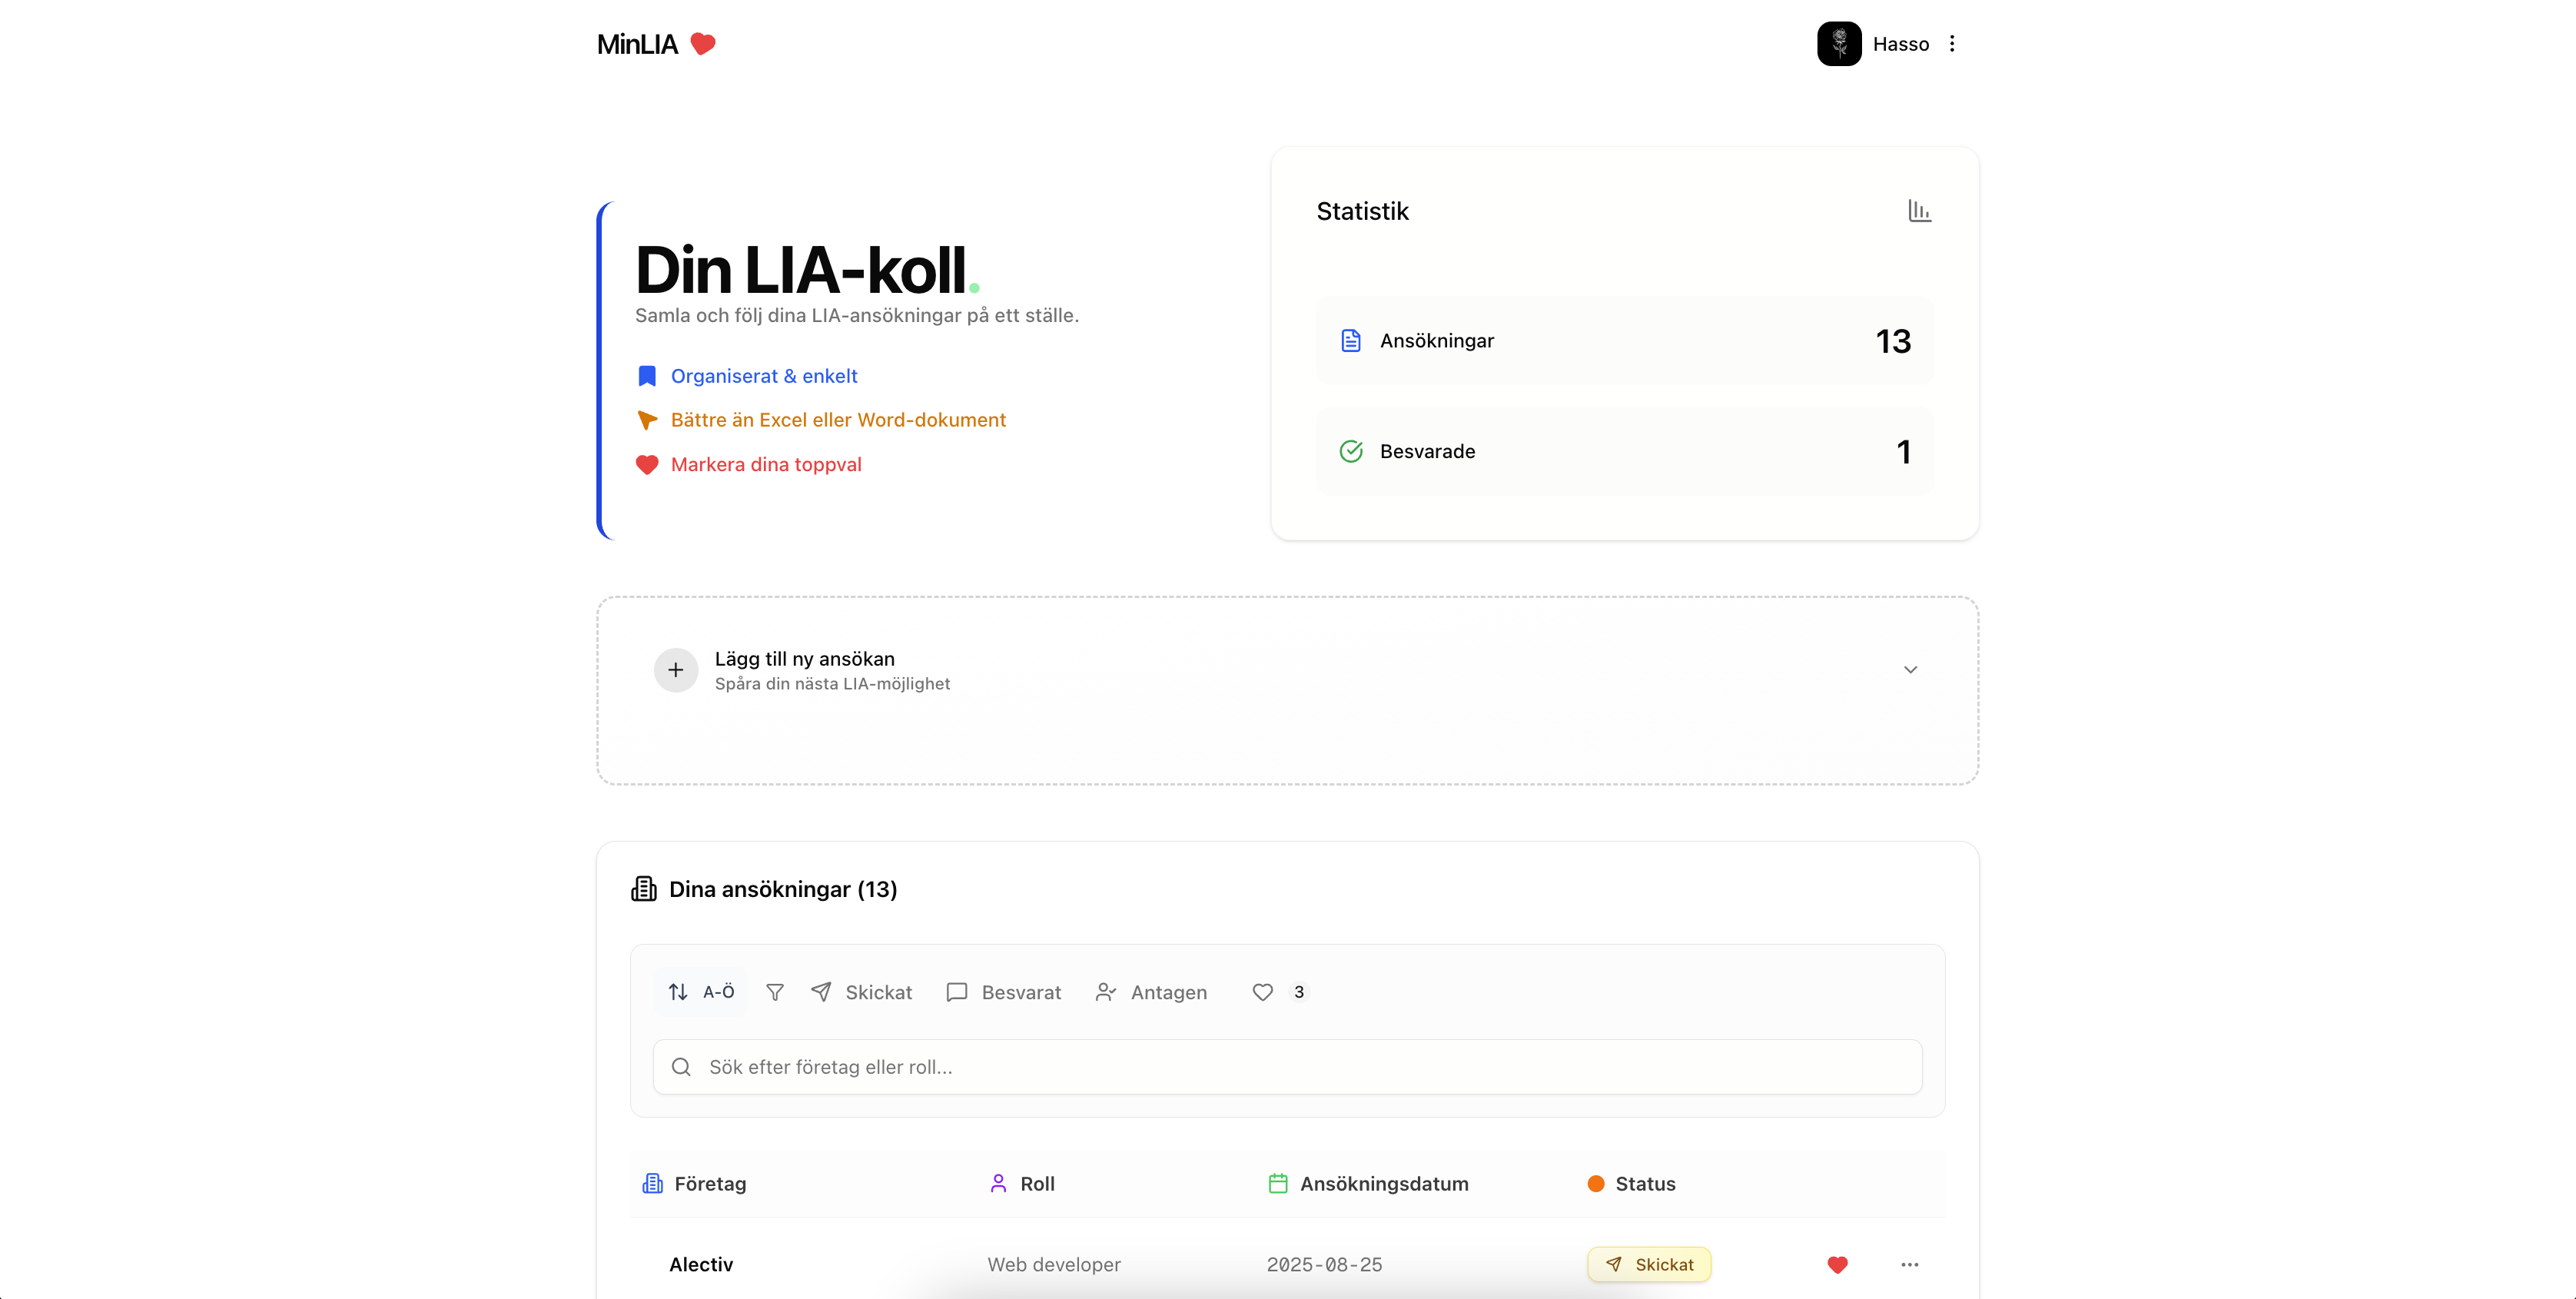 MinLIA
Hasso
Din LIA-koll.
Samla och följ dina LIA-ansökningar på ett ställe.
Organiserat & enkelt
Bättre än Excel eller Word-dokument
Markera dina toppval
Statistik
Ansökningar 13
Besvarade 1
Lägg till ny ansökan
Spåra din nästa LIA-möjlighet
Dina ansökningar (13)
A-Ö Skickat Besvarat Antagen 3
Sök efter företag eller roll...
Företag Roll Ansökningsdatum Status
Alectiv Web developer 2025-08-25 Skickat